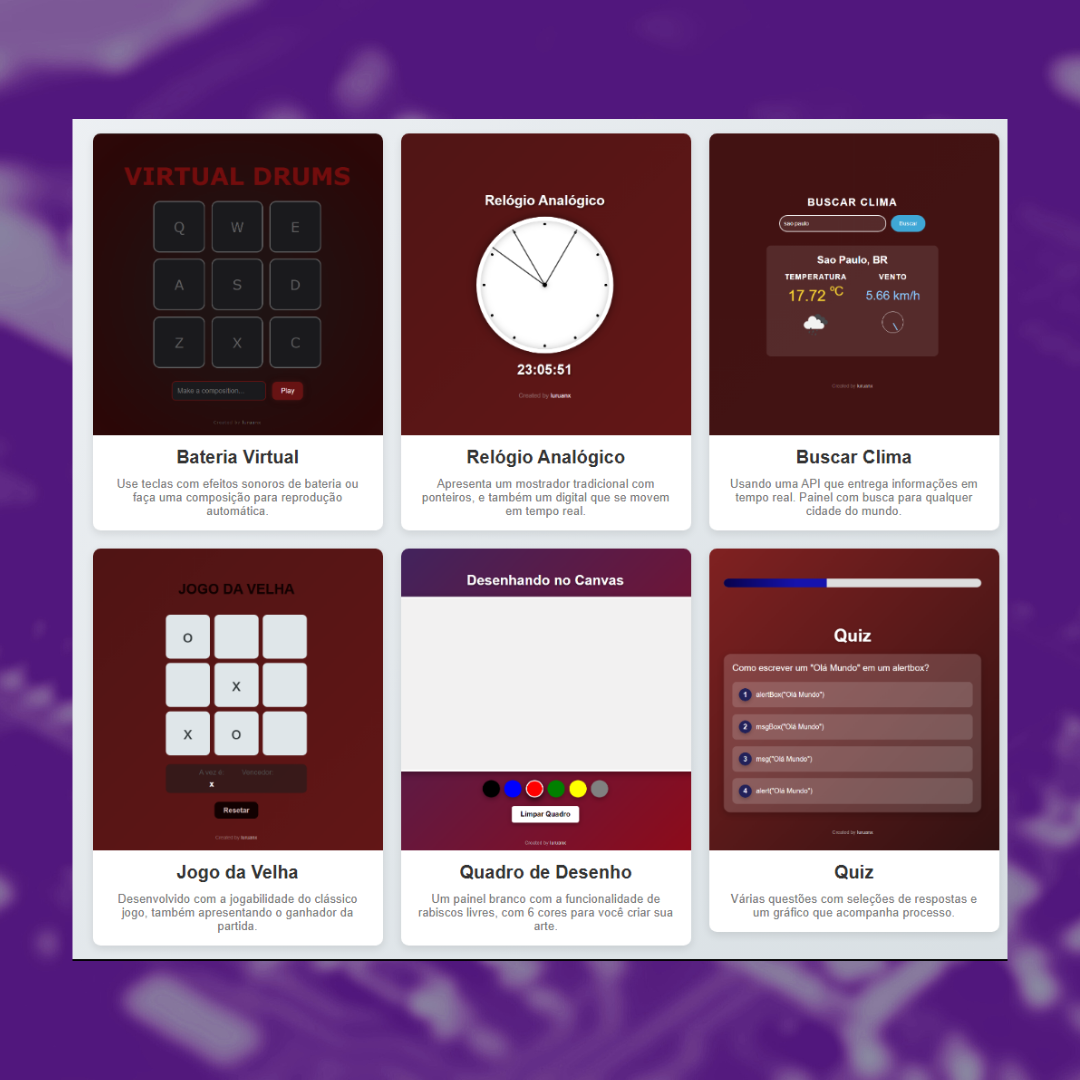 VIRTUAL DRUMS
Q W E
A S D
Z X C
Make a composition...
Play
Bateria Virtual
Use teclas com efeitos sonoros de bateria ou
faça uma composição para reprodução
automática.
Relógio Analógico
23:05:51
Created by luruanx
Relógio Analógico
Apresenta um mostrador tradicional com
ponteiros, e também um digital que se movem
em tempo real.
BUSCAR CLIMA
sao paulo
Buscar
Sao Paulo, BR
TEMPERATURA VENTO
17.72 ºC 5.66 km/h
Created by luruanx
Buscar Clima
Usando uma API que entrega informações em
tempo real. Painel com busca para qualquer
cidade do mundo.
JOGO DA VELHA
O
X
X O
A vez é: Vencedor:
X
Resetar
Created by luruanx
Jogo da Velha
Desenvolvido com a jogabilidade do clássico
jogo, também apresentando o ganhador da
partida.
Desenhando no Canvas
Limpar Quadro
Created by luruanx
Quadro de Desenho
Um painel branco com a funcionalidade de
rabiscos livres, com 6 cores para você criar sua
arte.
Quiz
Como escrever um "Olá Mundo" em um alertbox?
1 alertBox("Olá Mundo")
2 msgBox("Olá Mundo")
3 msg("Olá Mundo")
4 alert("Olá Mundo")
Created by luruanx
Quiz
Várias questões com seleções de respostas e
um gráfico que acompanha processo.